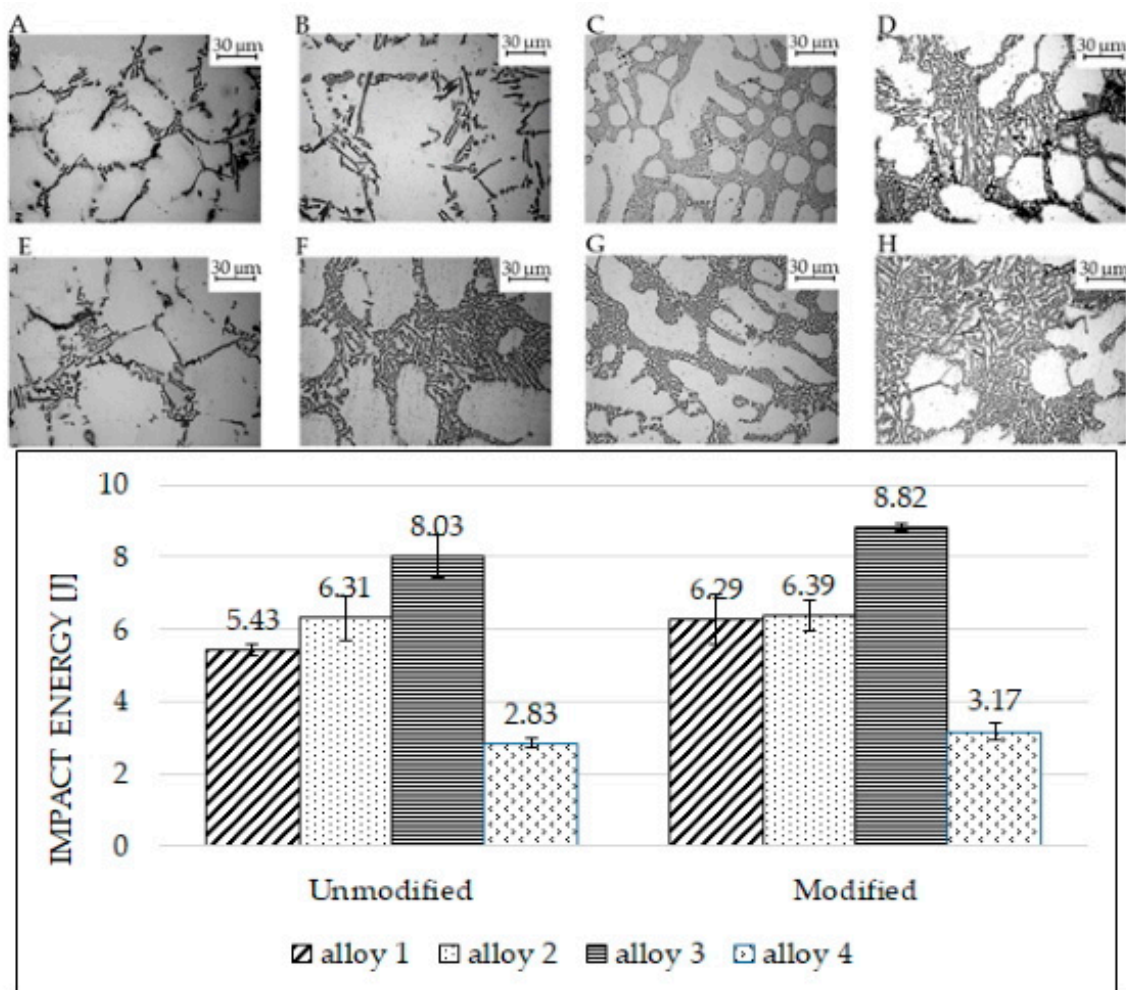 A B C D
30 µm 30 µm 30 µm 30 µm
E F G H
30 µm 30 µm 30 µm 30 µm
IMPACT ENERGY [J]
10
8
6
4
2
0
5.43 6.31 8.03 2.83 6.29 6.39 8.82 3.17
Unmodified Modified
alloy 1 alloy 2 alloy 3 alloy 4